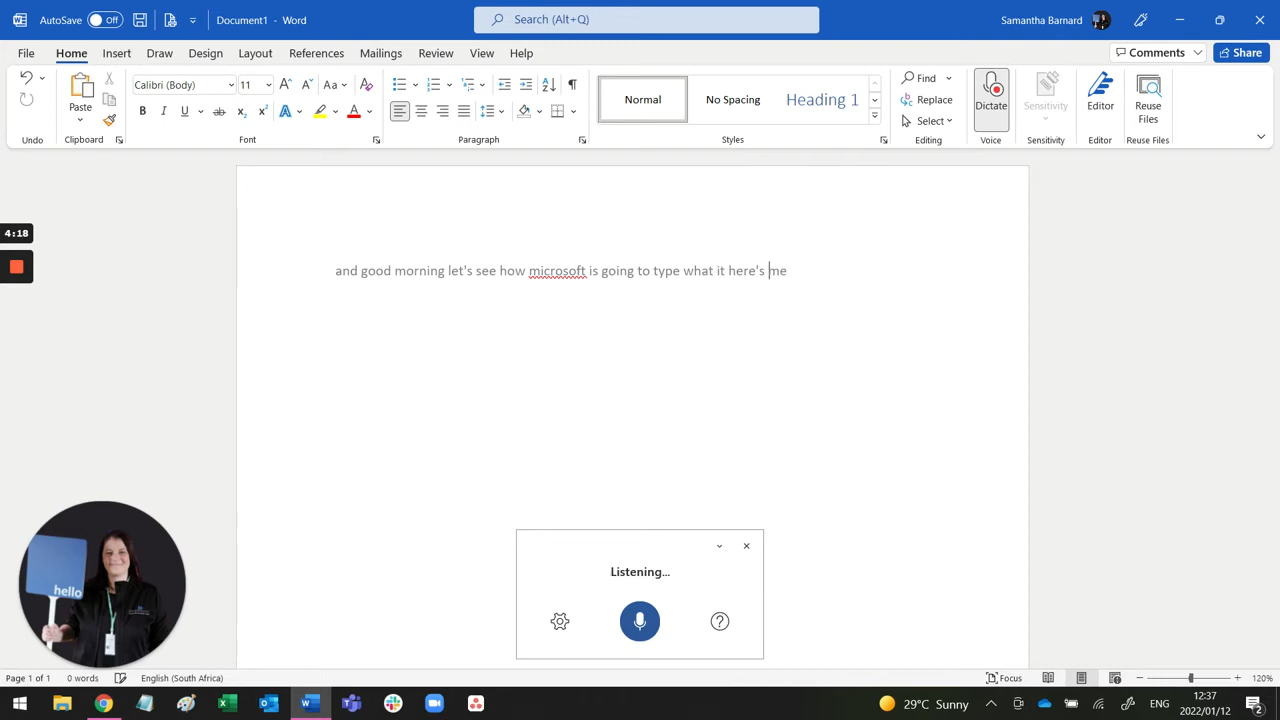 AutoSave Off
Document1 - Word
Search (Alt+Q)
Samantha Barnard
File Home Insert Draw Design Layout References Mailings Review View Help
Comments Share
Calibri (Body) 11
Paste
Normal
No Spacing
Heading 1
Find
Replace
Select
Dictate
Sensitivity
Editor
Reuse
Files
Undo Clipboard Font Paragraph Styles Editing Voice Sensitivity Editor Reuse Files
4:18
and good morning let's see how microsoft is going to type what it here's me
hello
Listening...
Page 1 of 1 0 words English (South Africa) Focus 120%
29°C Sunny
ENG
12:37
2022/01/12
2